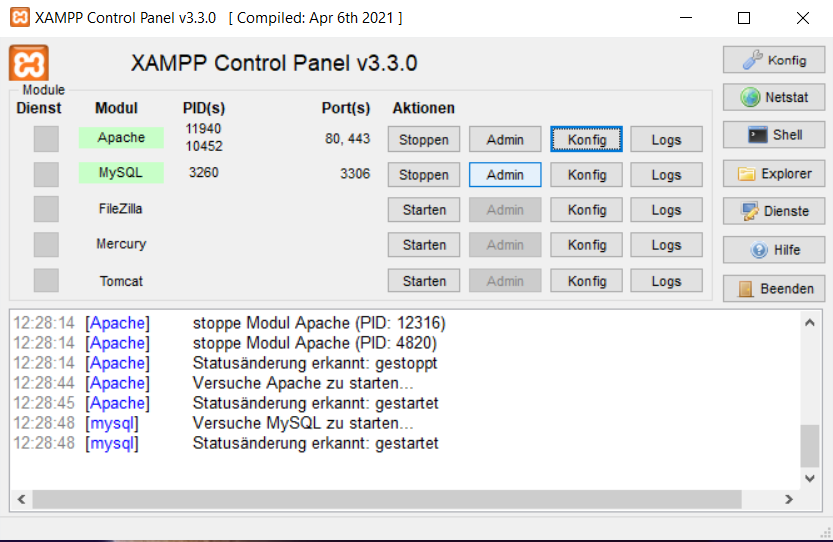 XAMPP Control Panel v3.3.0 [ Compiled: Apr 6th 2021 ]
XAMPP Control Panel v3.3.0
Konfig
Module
Dienst Modul PID(s) Port(s) Aktionen
Netstat
Apache 11940 10452 80, 443 Stoppen Admin Konfig Logs
Shell
MySQL 3260 3306 Stoppen Admin Konfig Logs
Explorer
FileZilla Starten Admin Konfig Logs
Dienste
Mercury Starten Admin Konfig Logs
Hilfe
Tomcat Starten Admin Konfig Logs
Beenden
12:28:14 [Apache] stoppe Modul Apache (PID: 12316)
12:28:14 [Apache] stoppe Modul Apache (PID: 4820)
12:28:14 [Apache] Statusänderung erkannt: gestoppt
12:28:44 [Apache] Versuche Apache zu starten...
12:28:45 [Apache] Statusänderung erkannt: gestartet
12:28:48 [mysql] Versuche MySQL zu starten...
12:28:48 [mysql] Statusänderung erkannt: gestartet